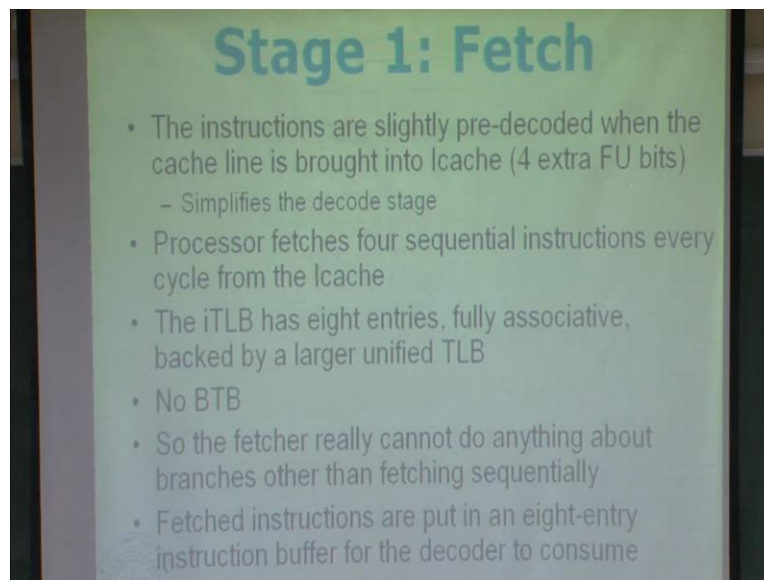 Stage 1: Fetch
• The instructions are slightly pre-decoded when the
cache line is brought into Icache (4 extra FU bits)
– Simplifies the decode stage
• Processor fetches four sequential instructions every
cycle from the Icache
• The iTLB has eight entries, fully associative,
backed by a larger unified TLB
• No BTB
• So the fetcher really cannot do anything about
branches other than fetching sequentially
• Fetched instructions are put in an eight-entry
instruction buffer for the decoder to consume